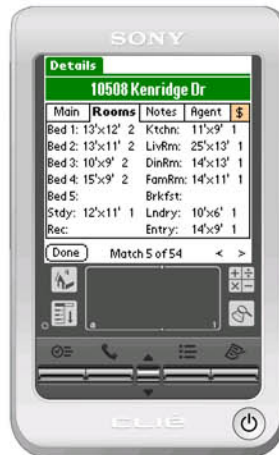 SONY
Details
10508 Kenridge Dr
Main Rooms Notes Agent $
Bed 1: 13'x12' 2 Ktchn: 11'x9' 1
Bed 2: 13'x11' 2 LivRm: 25'x13' 1
Bed 3: 10'x9' 2 DinRm: 14'x13' 1
Bed 4: 15'x9' 2 FamRm: 14'x11' 1
Bed 5: Brkfst:
Stdy: 12'x11' 1 Lndry: 10'x6' 1
Rec: Entry: 14'x9' 1
Done Match 5 of 54 < >
a 1
CLIÉ